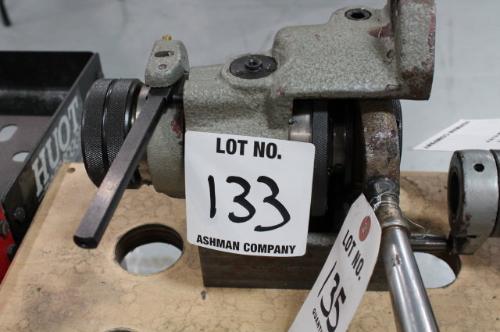 HUOT
LOT NO.
133
ASHMAN COMPANY
LOT NO.
135